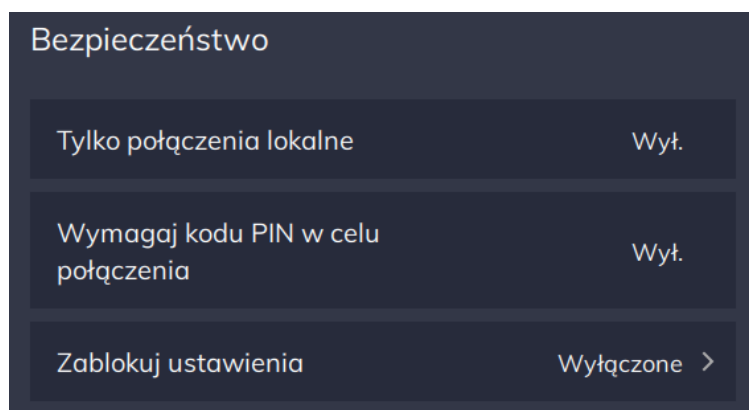 Bezpieczeństwo
Tylko połączenia lokalne Wył.
Wymagaj kodu PIN w celu
połączenia
Wył.
Zablokuj ustawienia Wyłączone >